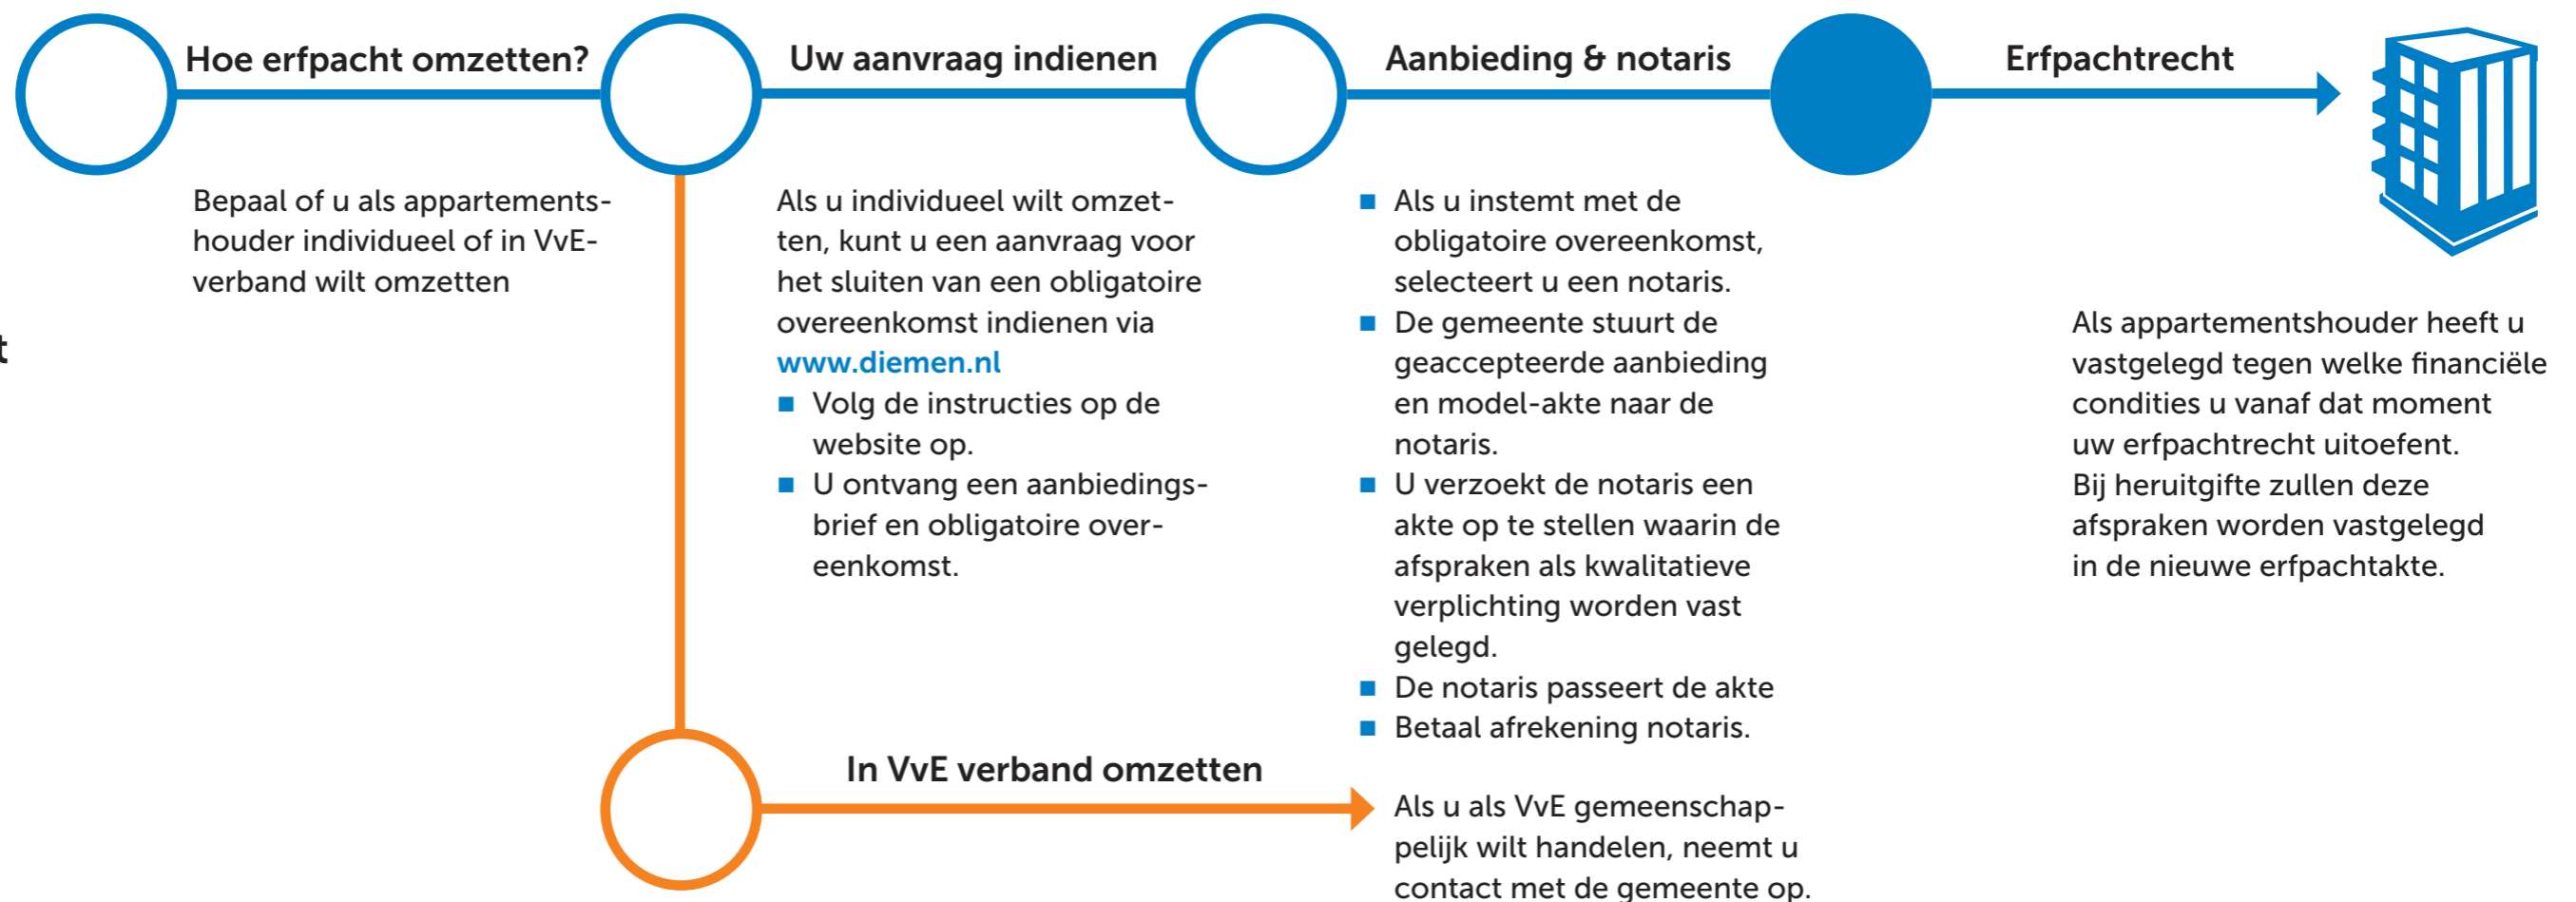 Hoe erfpacht omzetten?
Bepaal of u als appartements-
houder individueel of in VvE-
verband wilt omzetten
Uw aanvraag indienen
Als u individueel wilt omzet-
ten, kunt u een aanvraag voor
het sluiten van een obligatoire
overeenkomst indienen via
www.diemen.nl
■ Volg de instructies op de
website op.
■ U ontvang een aanbiedings-
brief en obligatoire over-
eenkomst.
Aanbieding & notaris
■ Als u instemt met de
obligatoire overeenkomst,
selecteert u een notaris.
■ De gemeente stuurt de
geaccepteerde aanbieding
en model-akte naar de
notaris.
■ U verzoekt de notaris een
akte op te stellen waarin de
afspraken als kwalitatieve
verplichting worden vast
gelegd.
■ De notaris passeert de akte
■ Betaal afrekening notaris.
Erfpachtrecht
Als appartementshouder heeft u
vastgelegd tegen welke financiële
condities u vanaf dat moment
uw erfpachtrecht uitoefent.
Bij heruitgifte zullen deze
afspraken worden vastgelegd
in de nieuwe erfpachtakte.
In VvE verband omzetten
Als u als VvE gemeenschap-
pelijk wilt handelen, neemt u
contact met de gemeente op.